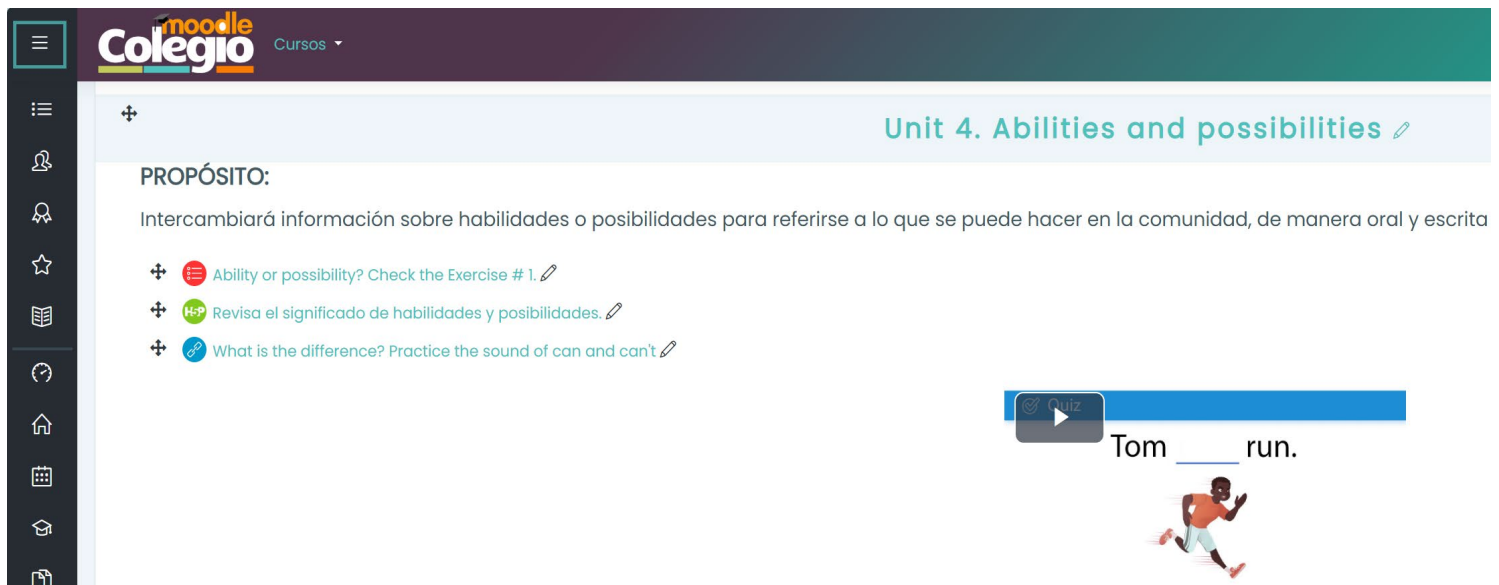 moodle
Colegio
Cursos
Unit 4. Abilities and possibilities
PROPÓSITO:
Intercambiará información sobre habilidades o posibilidades para referirse a lo que se puede hacer en la comunidad, de manera oral y escrita
Ability or possibility? Check the Exercise # 1.
H-P Revisa el significado de habilidades y posibilidades.
What is the difference? Practice the sound of can and can't
Quiz
Tom ____ run.